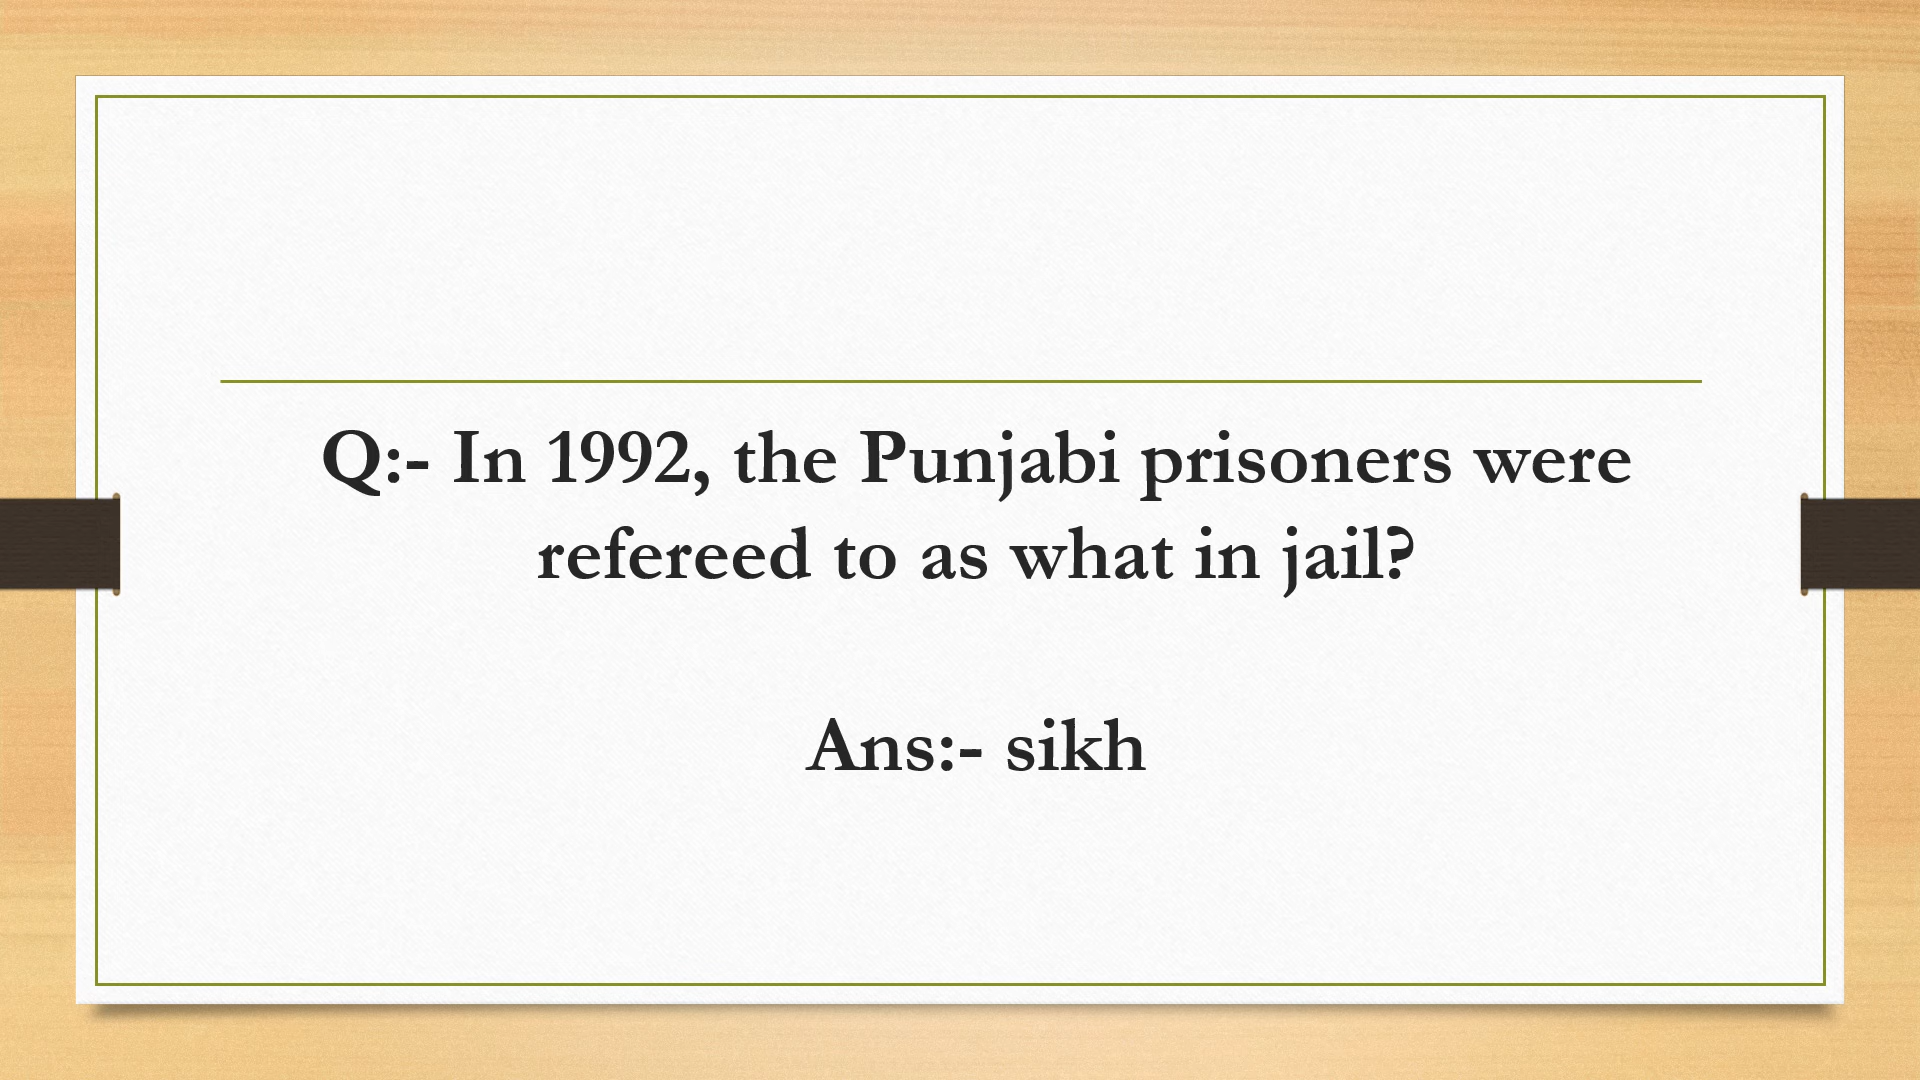 Q:- In 1992, the Punjabi prisoners were
refereed to as what in jail?
Ans:- sikh